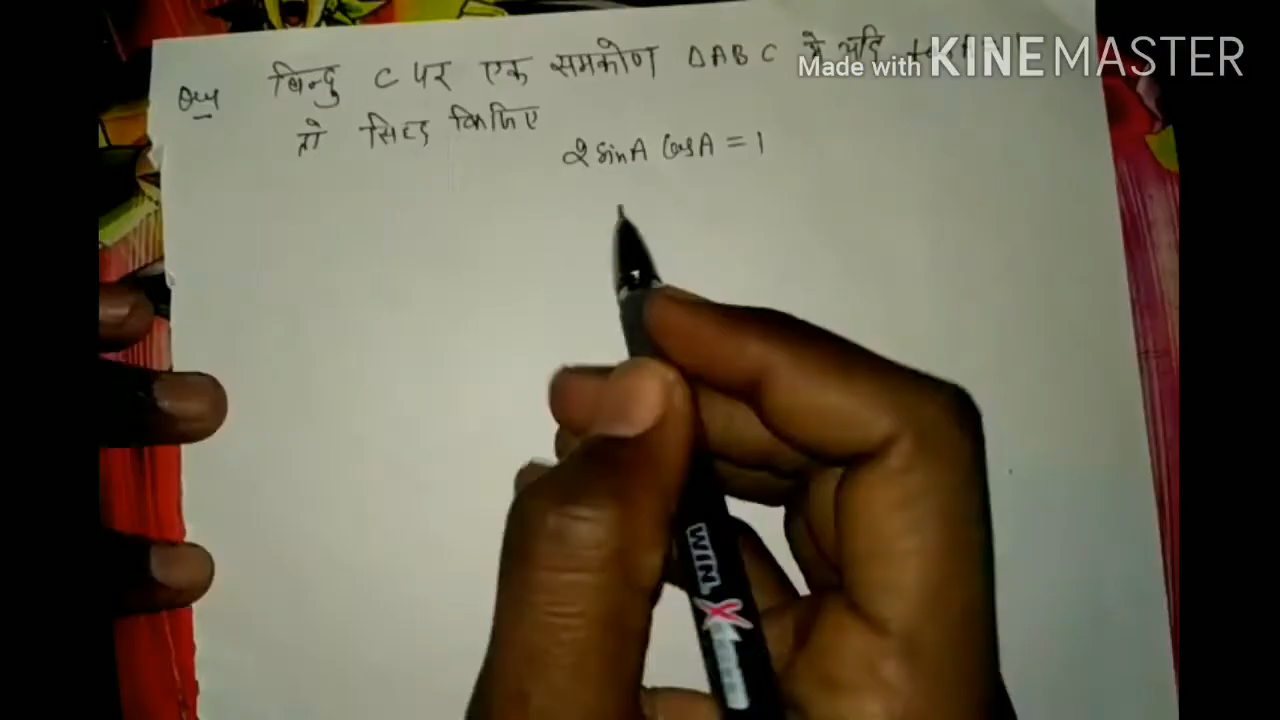 Made with KINEMASTER
Que बिन्दु C पर एक समकोण ΔABC मे यदि
तो सिद्ध किजिए
2 sinA cosA = 1
WIN